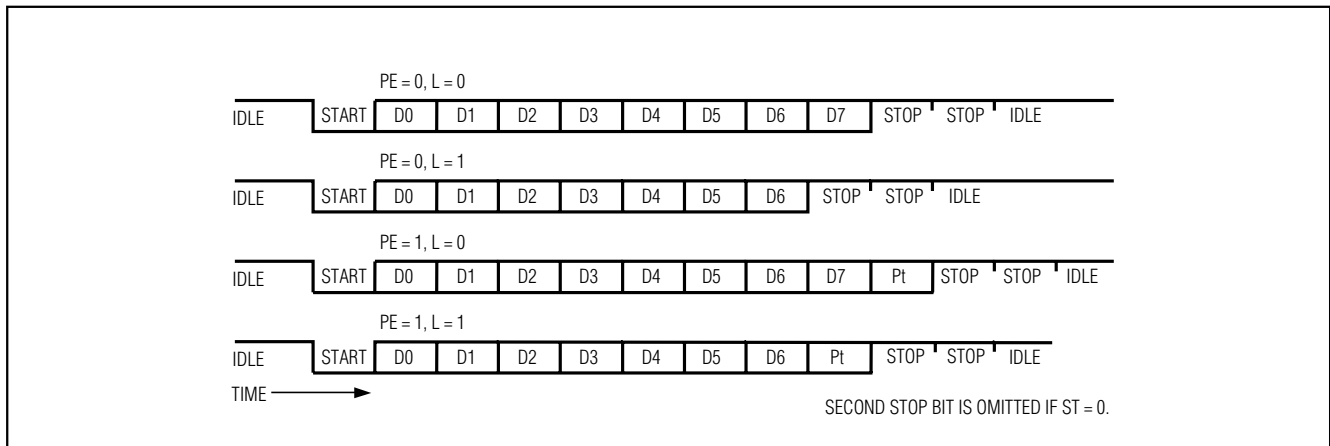 PE = 0, L = 0
IDLE START D0 D1 D2 D3 D4 D5 D6 D7 STOP STOP IDLE
PE = 0, L = 1
IDLE START D0 D1 D2 D3 D4 D5 D6 STOP STOP IDLE
PE = 1, L = 0
IDLE START D0 D1 D2 D3 D4 D5 D6 D7 Pt STOP STOP IDLE
PE = 1, L = 1
IDLE START D0 D1 D2 D3 D4 D5 D6 Pt STOP STOP IDLE
TIME
SECOND STOP BIT IS OMITTED IF ST = 0.